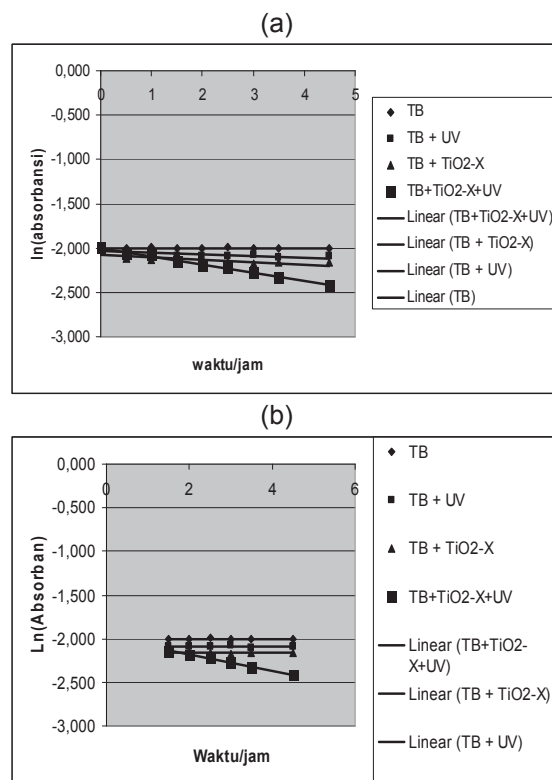 (a)
0,000
0 1 2 3 4 5
-0,500
-1,000
-1,500
-2,000
-2,500
-3,000
ln(absorbansi)
waktu/jam
TB
TB + UV
TB + TiO2-X
TB+TiO2-X+UV
Linear (TB+TiO2-X+UV)
Linear (TB + TiO2-X)
Linear (TB + UV)
Linear (TB)
(b)
0,000
0 2 4 6
-0,500
-1,000
-1,500
-2,000
-2,500
-3,000
Ln(Absorban)
Waktu/jam
TB
TB + UV
TB + TiO2-X
TB+TiO2-X+UV
Linear (TB+TiO2-
X+UV)
Linear (TB + TiO2-X)
Linear (TB + UV)